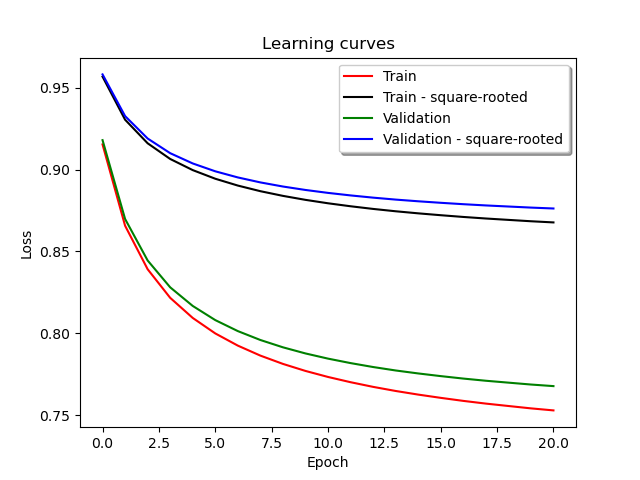 Learning curves
Train
Train - square-rooted
Validation
Validation - square-rooted
Loss
0.95
0.90
0.85
0.80
0.75
0.0 2.5 5.0 7.5 10.0 12.5 15.0 17.5 20.0
Epoch